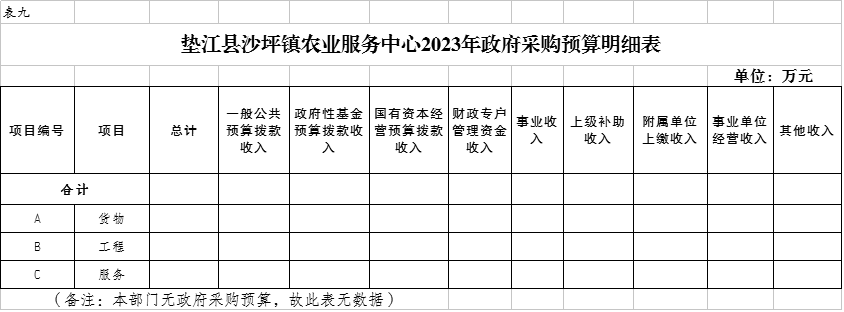 表九
垫江县沙坪镇农业服务中心2023年政府采购预算明细表
单位：万元
项目编号 项目 总计 一般公共预算拨款收入 政府性基金预算拨款收入 国有资本经营预算拨款收入 财政专户管理资金收入 事业收入 上级补助收入 附属单位上缴收入 事业单位经营收入 其他收入
合计
A 货物
B 工程
C 服务
（备注：本部门无政府采购预算，故此表无数据）